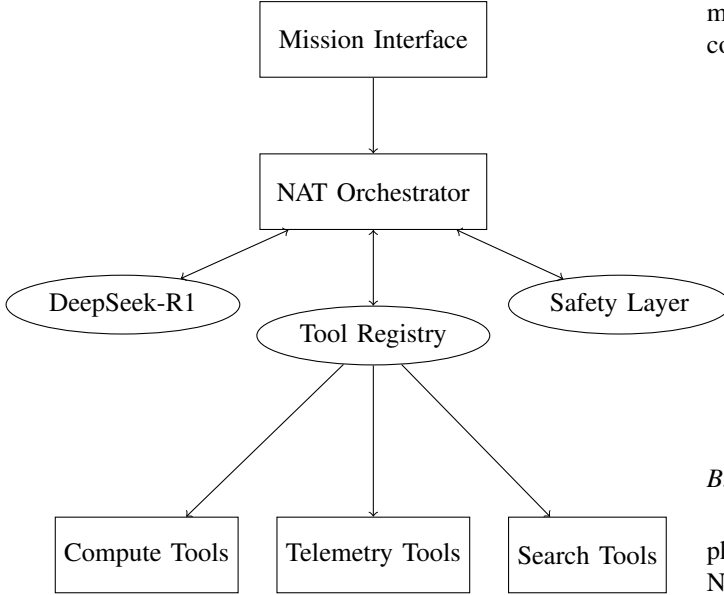 Mission Interface
NAT Orchestrator
DeepSeek-R1
Safety Layer
Tool Registry
Compute Tools
Telemetry Tools
Search Tools